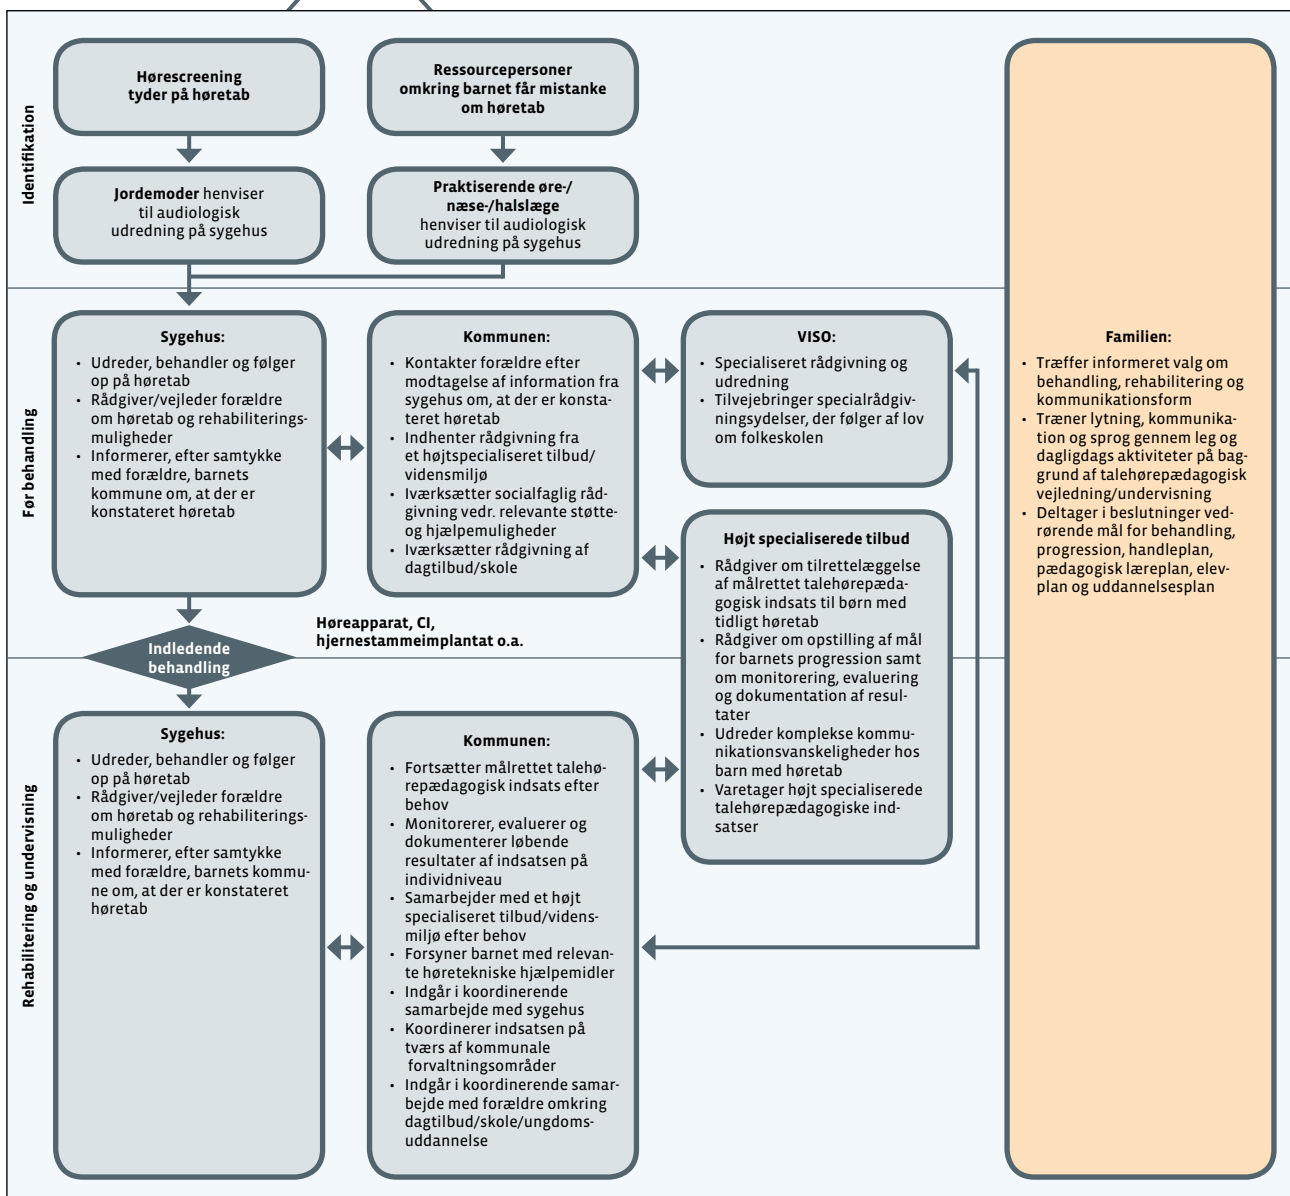 Identifikation
Hørescreening
tyder på høretab
Ressourcepersoner
omkring barnet får mistanke
om høretab
Jordemoder henviser
til audiologisk
udredning på sygehus
Praktiserende øre-/
næse-/halslæge
henviser til audiologisk
udredning på sygehus
Før behandling
Sygehus:
• Udreder, behandler og følger
op på høretab
• Rådgiver/vejleder forældre
om høretab og rehabiliterings-
muligheder
• Informerer, efter samtykke
med forældre, barnets
kommune om, at der er
konstateret høretab
Kommunen:
• Kontakter forældre efter
modtagelse af information fra
sygehus om, at der er konsta-
teret høretab
• Indhenter rådgivning fra
et højtspecialiseret tilbud/
vidensmiljø
• Iværksætter socialfaglig råd-
givning vedr. relevante støtte-
og hjælpemuligheder
• Iværksætter rådgivning af
dagtilbud/skole
VISO:
• Specialiseret rådgivning og
udredning
• Tilvejebringer specialrådgiv-
ningsydelser, der følger af lov
om folkeskolen
Højt specialiserede tilbud
• Rådgiver om tilrettelæggelse
af målrettet talehørepæda-
gogisk indsats til børn med
tidligt høretab
• Rådgiver om opstilling af mål
for barnets progression samt
om monitorering, evaluering
og dokumentation af resul-
tater
• Udreder komplekse kommu-
nikationsvanskeligheder hos
barn med høretab
• Varetager højt specialiserede
talehørepædagogiske ind-
satser
Familien:
• Træffer informeret valg om
behandling, rehabilitering og
kommunikationsform
• Træner lytning, kommunika-
tion og sprog gennem leg og
dagligdags aktiviteter på bag-
grund af talehørepædagogisk
vejledning/undervisning
• Deltager i beslutninger ved-
rørende mål for behandling,
progression, handleplan,
pædagogisk læreplan, elev-
plan og uddannelsesplan
Indledende
behandling
Høreapparat, CI,
hjernestammeimplantat o.a.
Rehabilitering og undervisning
Sygehus:
• Udreder, behandler og følger
op på høretab
• Rådgiver/vejleder forældre
om høretab og rehabiliterings-
muligheder
• Informerer, efter samtykke
med forældre, barnets kommu-
ne om, at der er konstateret
høretab
Kommunen:
• Fortsætter målrettet talehø-
repædagogisk indsats efter
behov
• Monitorerer, evaluerer og
dokumenterer løbende
resultater af indsatsen på
individniveau
• Samarbejder med et højt
specialiseret tilbud/videns-
miljø efter behov
• Forsyner barnet med relevan-
te høretekniske hjælpemidler
• Indgår i koordinerende
samarbejde med sygehus
• Koordinerer indsatsen på
tværs af kommunale
forvaltningsområder
• Indgår i koordinerende samar-
bejde med forældre omkring
dagtilbud/skole/ungdoms-
uddannelse